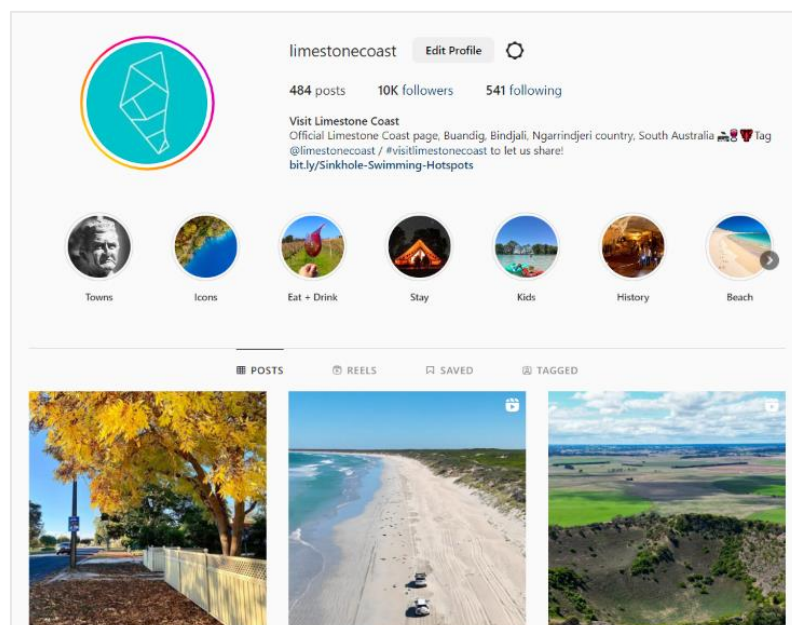 limestonecoast Edit Profile
484 posts 10K followers 541 following
Visit Limestone Coast
Official Limestone Coast page, Buandig, Bindjali, Ngarrindjeri country, South Australia 🚙🍷👙Tag
@limestonecoast / #visitlimestonecoast to let us share!
bit.ly/Sinkhole-Swimming-Hotspots
Towns Icons Eat + Drink Stay Kids History Beach
POSTS REELS SAVED TAGGED